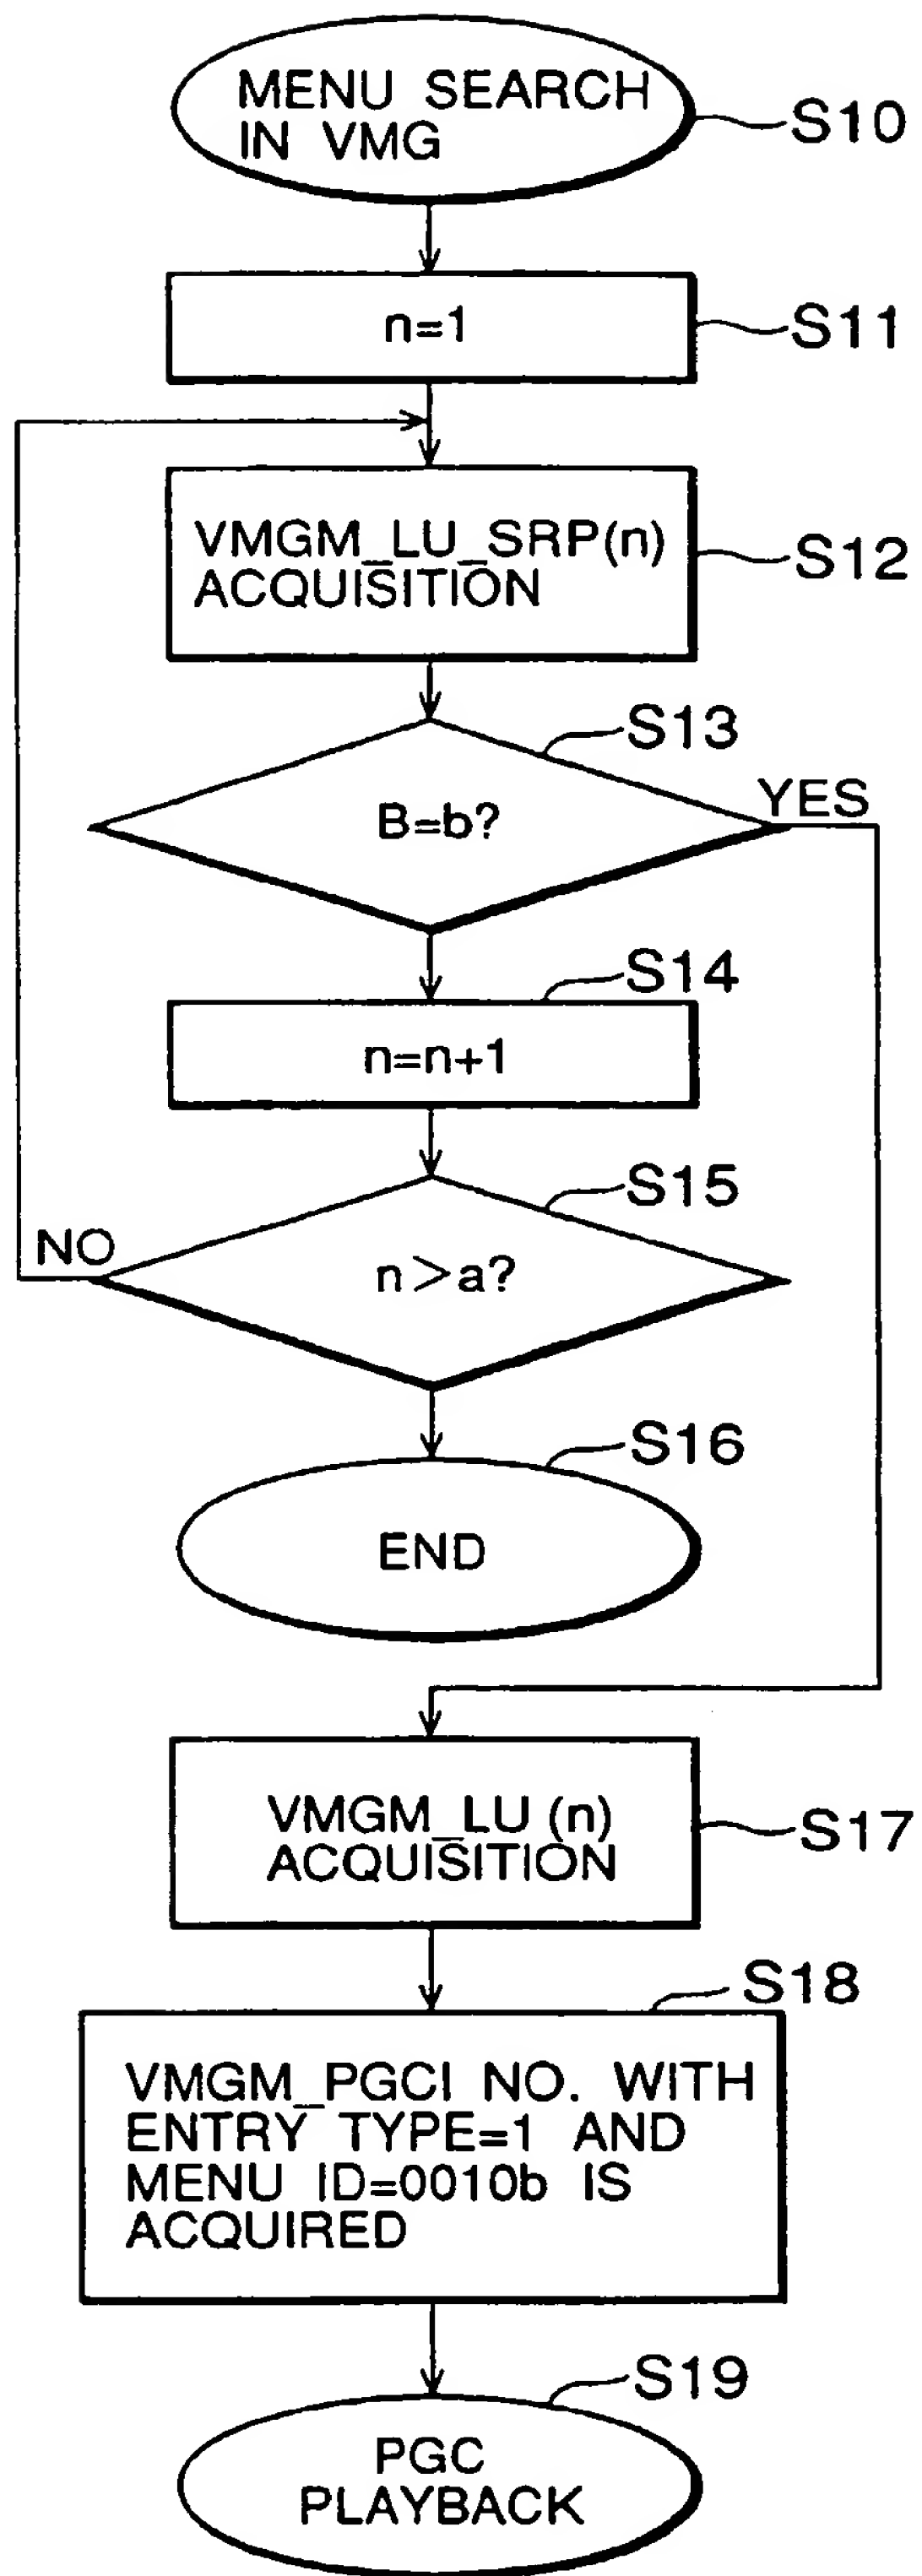 MENU SEARCH
IN VMG
S10
n=1
S11
VMGM_LU_SRP(n)
ACQUISITION
S12
S13
B=b?
YES
S14
n=n+1
S15
NO
n>a?
S16
END
VMGM_LU (n)
ACQUISITION
S17
S18
VMGM_PGCI NO. WITH
ENTRY TYPE=1 AND
MENU ID=0010b IS
ACQUIRED
S19
PGC
PLAYBACK